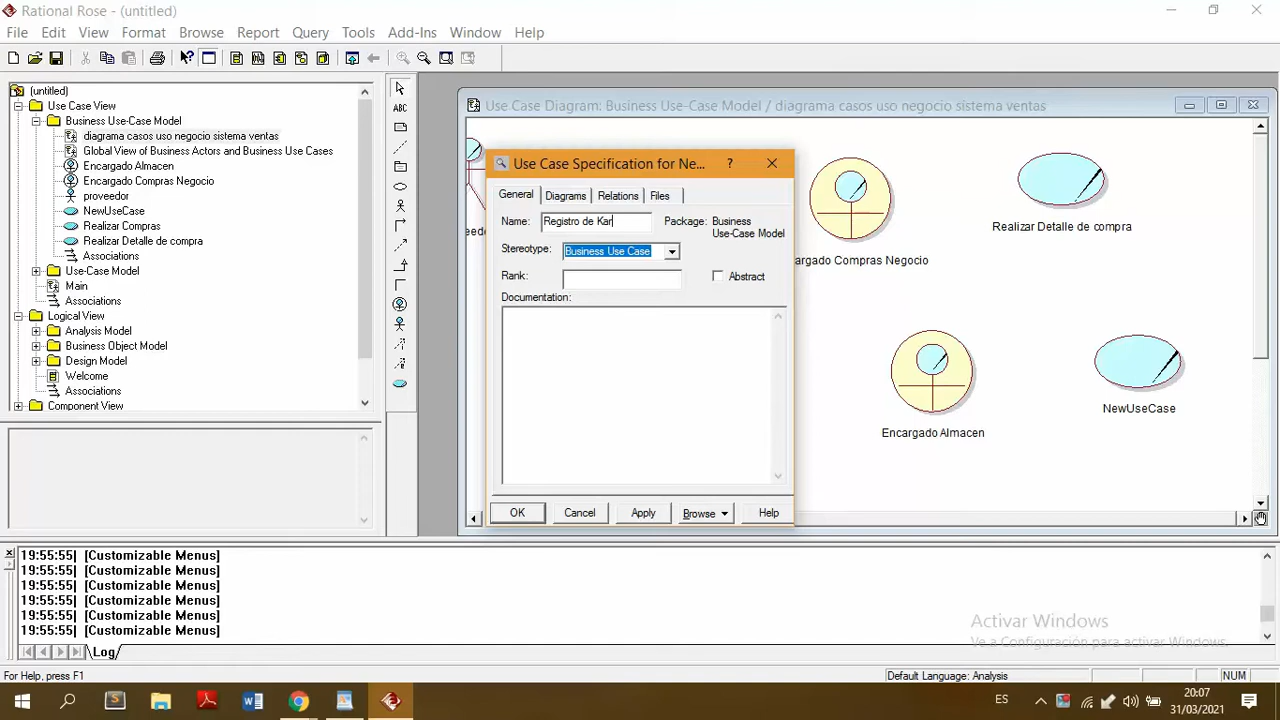 Rational Rose - (untitled)
File Edit View Format Browse Report Query Tools Add-Ins Window Help
(untitled)
Use Case View
Business Use-Case Model
diagrama casos uso negocio sistema ventas
Global View of Business Actors and Business Use Cases
Encargado Almacen
Encargado Compras Negocio
proveedor
NewUseCase
Realizar Compras
Realizar Detalle de compra
Associations
Use-Case Model
Main
Associations
Logical View
Analysis Model
Business Object Model
Design Model
Welcome
Associations
Component View
ABC
Use Case Diagram: Business Use-Case Model / diagrama casos uso negocio sistema ventas
Use Case Specification for Ne... ?
General Diagrams Relations Files
Name: Registro de Kar Package: Business
Use-Case Model
Stereotype: Business Use Case
Rank: Abstract
Documentation:
OK Cancel Apply Browse Help
eedo
argado Compras Negocio
Realizar Detalle de compra
Encargado Almacen
NewUseCase
19:55:55| [Customizable Menus]
19:55:55| [Customizable Menus]
19:55:55| [Customizable Menus]
19:55:55| [Customizable Menus]
19:55:55| [Customizable Menus]
19:55:55| [Customizable Menus]
Log
Activar Windows
Ve a Configuración para activar Windows.
For Help, press F1
Default Language: Analysis NUM
ES
20:07
31/03/2021